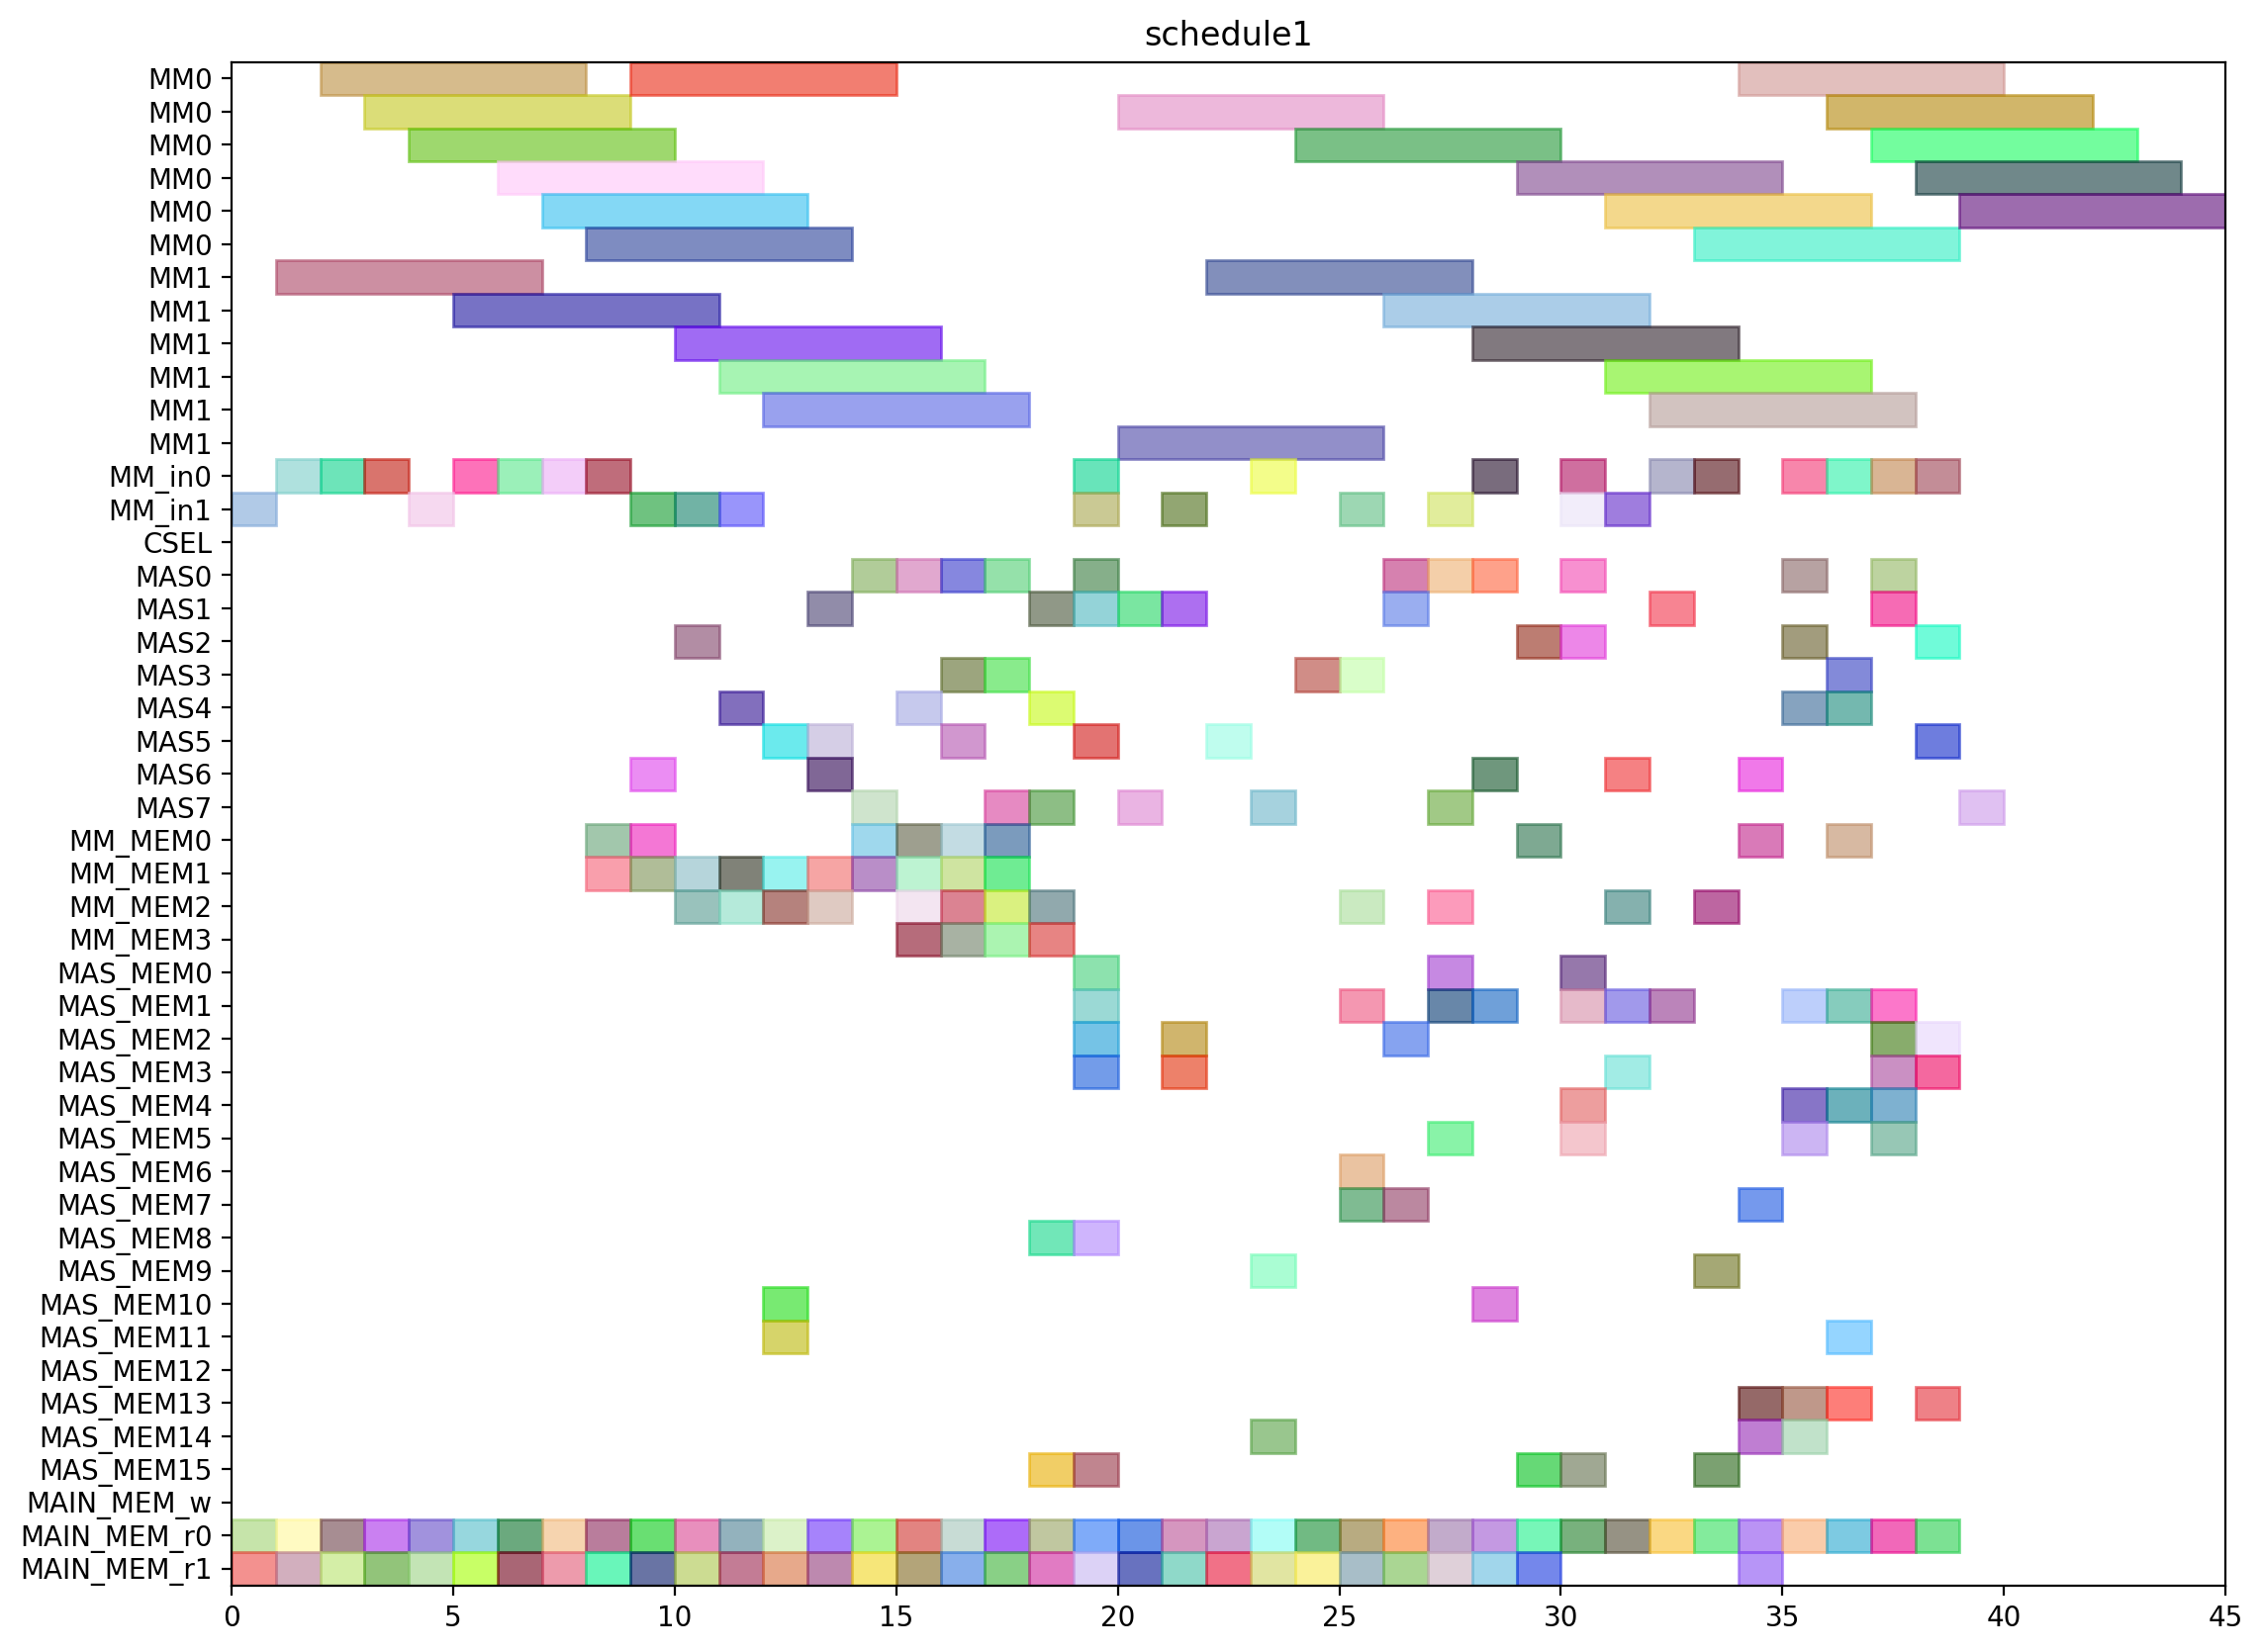 schedule1
MM0
MM0
MM0
MM0
MM0
MM0
MM1
MM1
MM1
MM1
MM1
MM1
MM_in0
MM_in1
CSEL
MAS0
MAS1
MAS2
MAS3
MAS4
MAS5
MAS6
MAS7
MM_MEM0
MM_MEM1
MM_MEM2
MM_MEM3
MAS_MEM0
MAS_MEM1
MAS_MEM2
MAS_MEM3
MAS_MEM4
MAS_MEM5
MAS_MEM6
MAS_MEM7
MAS_MEM8
MAS_MEM9
MAS_MEM10
MAS_MEM11
MAS_MEM12
MAS_MEM13
MAS_MEM14
MAS_MEM15
MAIN_MEM_w
MAIN_MEM_r0
MAIN_MEM_r1
0 5 10 15 20 25 30 35 40 45